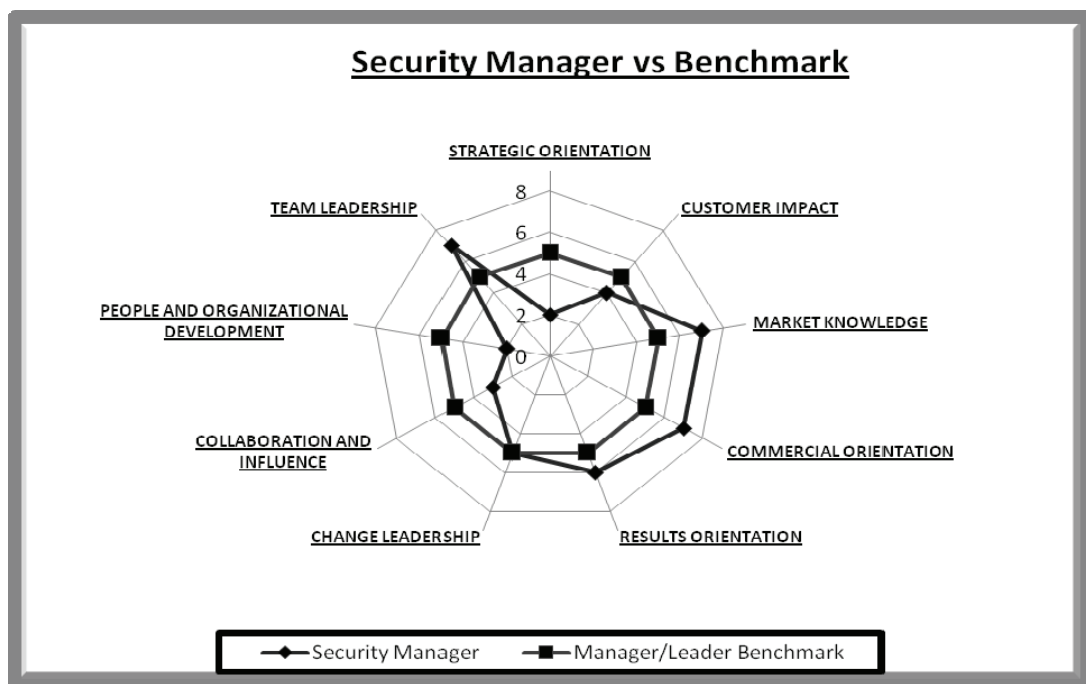 Security Manager vs Benchmark
STRATEGIC ORIENTATION
8
TEAM LEADERSHIP
CUSTOMER IMPACT
6
4
PEOPLE AND ORGANIZATIONAL
DEVELOPMENT
MARKET KNOWLEDGE
2
0
COLLABORATION AND
INFLUENCE
COMMERCIAL ORIENTATION
CHANGE LEADERSHIP
RESULTS ORIENTATION
Security Manager
Manager/Leader Benchmark